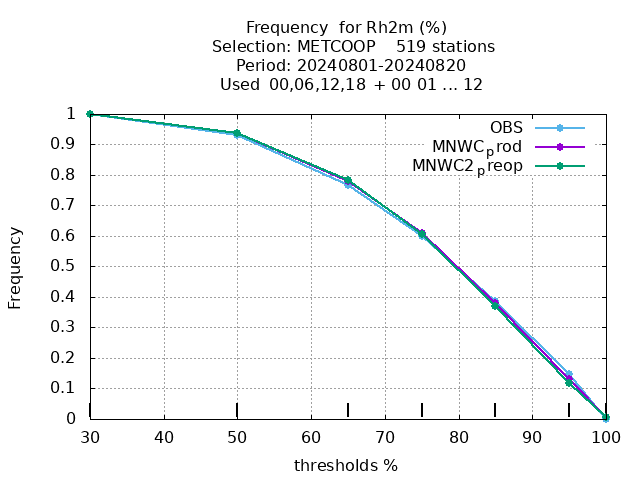 Frequency  for Rh2m (%)
Selection: METCOOP    519 stations
Period: 20240801-20240820
Used 00,06,12,18 + 00 01 ... 12
OBS
MNWCprod
MNWC2preop
1
0.9
0.8
0.7
0.6
0.5
0.4
0.3
0.2
0.1
0
Frequency
30 40 50 60 70 80 90 100
thresholds %